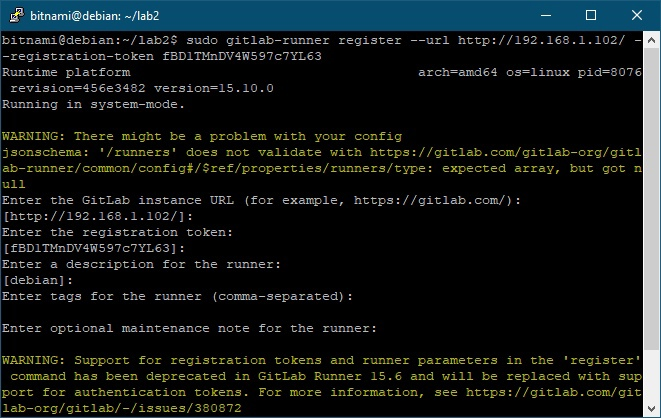 bitnami@debian: ~/lab2
bitnami@debian:~/lab2$ sudo gitlab-runner register --url http://192.168.1.102/ -
-registration-token fBD1TMnDV4W597c7YL63
Runtime platform                                    arch=amd64 os=linux pid=8076
 revision=456e3482 version=15.10.0
Running in system-mode.

WARNING: There might be a problem with your config
jsonschema: '/runners' does not validate with https://gitlab.com/gitlab-org/gitl
ab-runner/common/config#/$ref/properties/runners/type: expected array, but got n
ull
Enter the GitLab instance URL (for example, https://gitlab.com/):
[http://192.168.1.102/]:
Enter the registration token:
[fBD1TMnDV4W597c7YL63]:
Enter a description for the runner:
[debian]:
Enter tags for the runner (comma-separated):

Enter optional maintenance note for the runner:

WARNING: Support for registration tokens and runner parameters in the 'register'
 command has been deprecated in GitLab Runner 15.6 and will be replaced with sup
port for authentication tokens. For more information, see https://gitlab.com/git
lab-org/gitlab/-/issues/380872